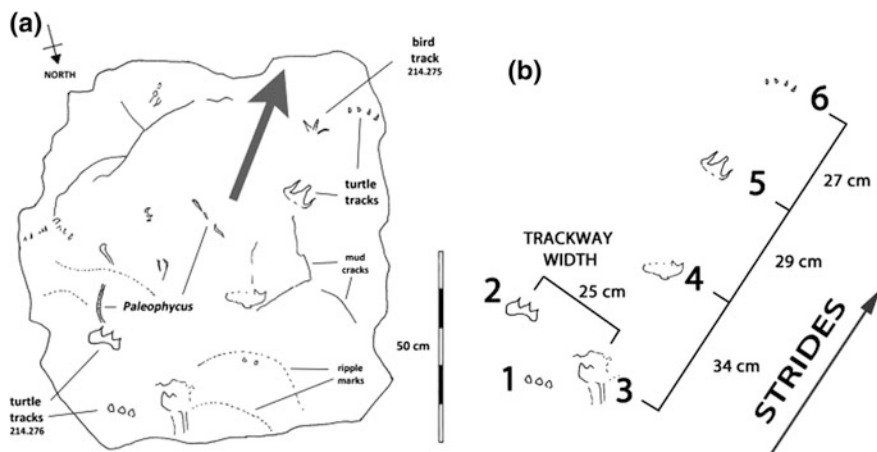 (a)
NORTH
bird
track
214.275
turtle
tracks
mud
cracks
Paleophycus
50 cm
ripple
marks
turtle
tracks
214.276
(b)
6
27 cm
5
TRACKWAY
WIDTH
29 cm
4
2
25 cm
34 cm
1
3
STRIDES